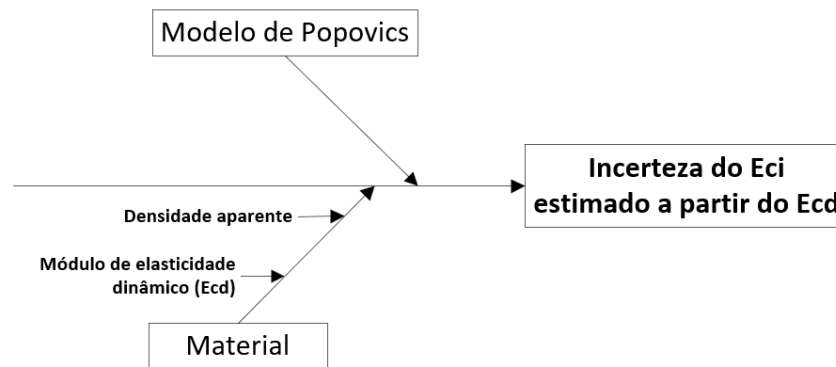 Modelo de Popovics
Incerteza do Eci
estimado a partir do Ecd
Densidade aparente
Módulo de elasticidade
dinâmico (Ecd)
Material